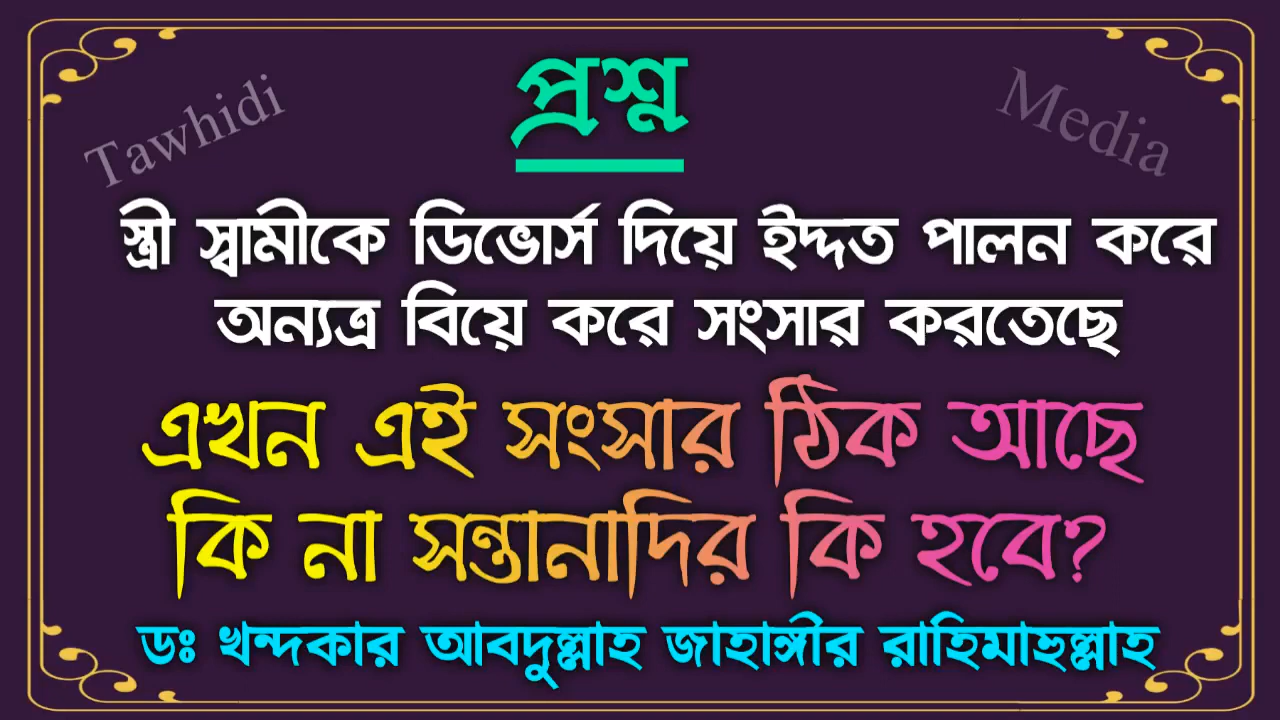 Tawhidi
Media
প্রশ্ন
স্ত্রী স্বামীকে ডিভোর্স দিয়ে ইদ্দত পালন করে
অন্যত্র বিয়ে করে সংসার করতেছে
এখন এই সংসার ঠিক আছে
কি না সন্তানাদির কি হবে?
ডঃ খন্দকার আবদুল্লাহ জাহাঙ্গীর রাহিমাহুল্লাহ